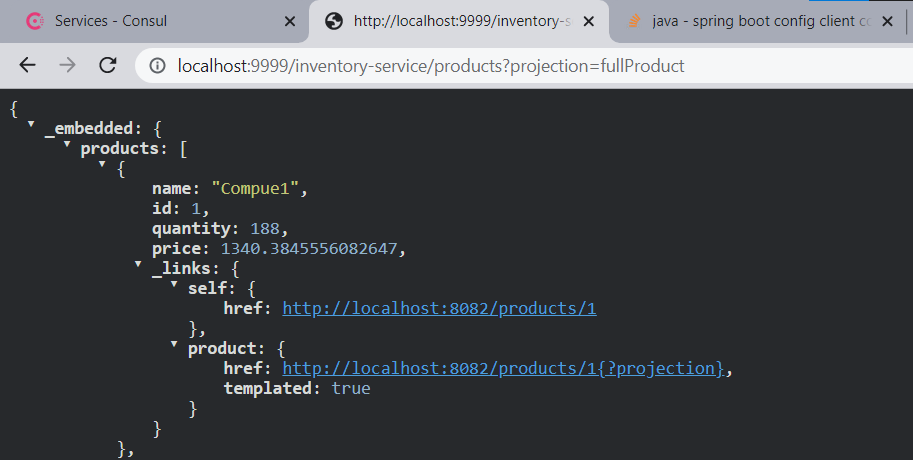 Services - Consul
http://localhost:9999/inventory-s
java - spring boot config client co
localhost:9999/inventory-service/products?projection=fullProduct
{
_embedded: {
products: [
{
name: "Compue1",
id: 1,
quantity: 188,
price: 1340.3845556082647,
_links: {
self: {
href: http://localhost:8082/products/1
},
product: {
href: http://localhost:8082/products/1{?projection},
templated: true
}
}
},